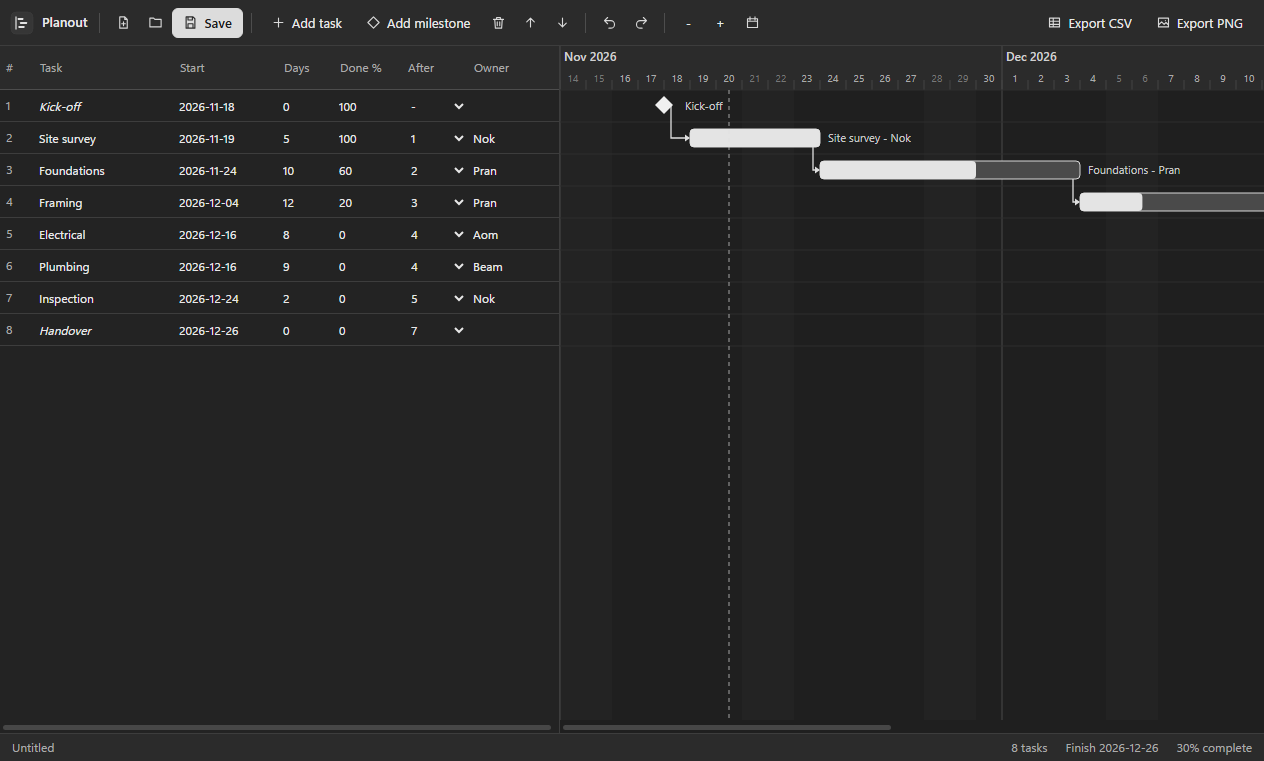 Planout Save Add task Add milestone - + Export CSV Export PNG
# Task Start Days Done % After Owner
Nov 2026 Dec 2026
14 15 16 17 18 19 20 21 22 23 24 25 26 27 28 29 30 1 2 3 4 5 6 7 8 9 10
1 Kick-off 2026-11-18 0 100 - Kick-off
2 Site survey 2026-11-19 5 100 1 Nok Site survey - Nok
3 Foundations 2026-11-24 10 60 2 Pran Foundations - Pran
4 Framing 2026-12-04 12 20 3 Pran
5 Electrical 2026-12-16 8 0 4 Aom
6 Plumbing 2026-12-16 9 0 4 Beam
7 Inspection 2026-12-24 2 0 5 Nok
8 Handover 2026-12-26 0 0 7
Untitled 8 tasks Finish 2026-12-26 30% complete